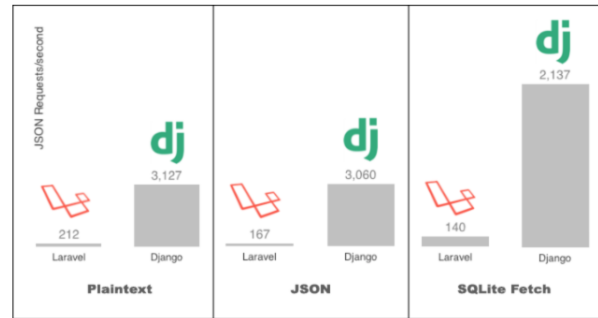 JSON Requests/second
dj
3,127
212
Laravel
Django
Plaintext
dj
3,060
167
Laravel
Django
JSON
dj
2,137
140
Laravel
Django
SQLite Fetch